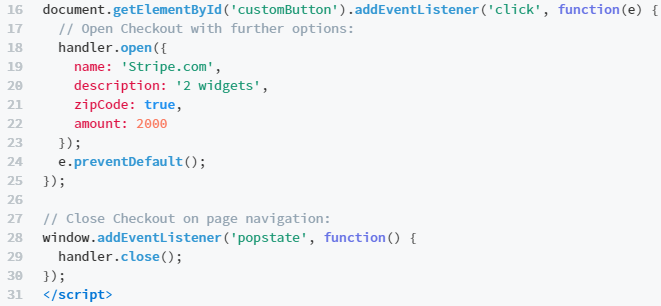 16 document.getElementById('customButton').addEventListener('click', function(e) {
17   // Open Checkout with further options:
18   handler.open({
19     name: 'Stripe.com',
20     description: '2 widgets',
21     zipCode: true,
22     amount: 2000
23   });
24   e.preventDefault();
25 });
26
27 // Close Checkout on page navigation:
28 window.addEventListener('popstate', function() {
29   handler.close();
30 });
31 </script>